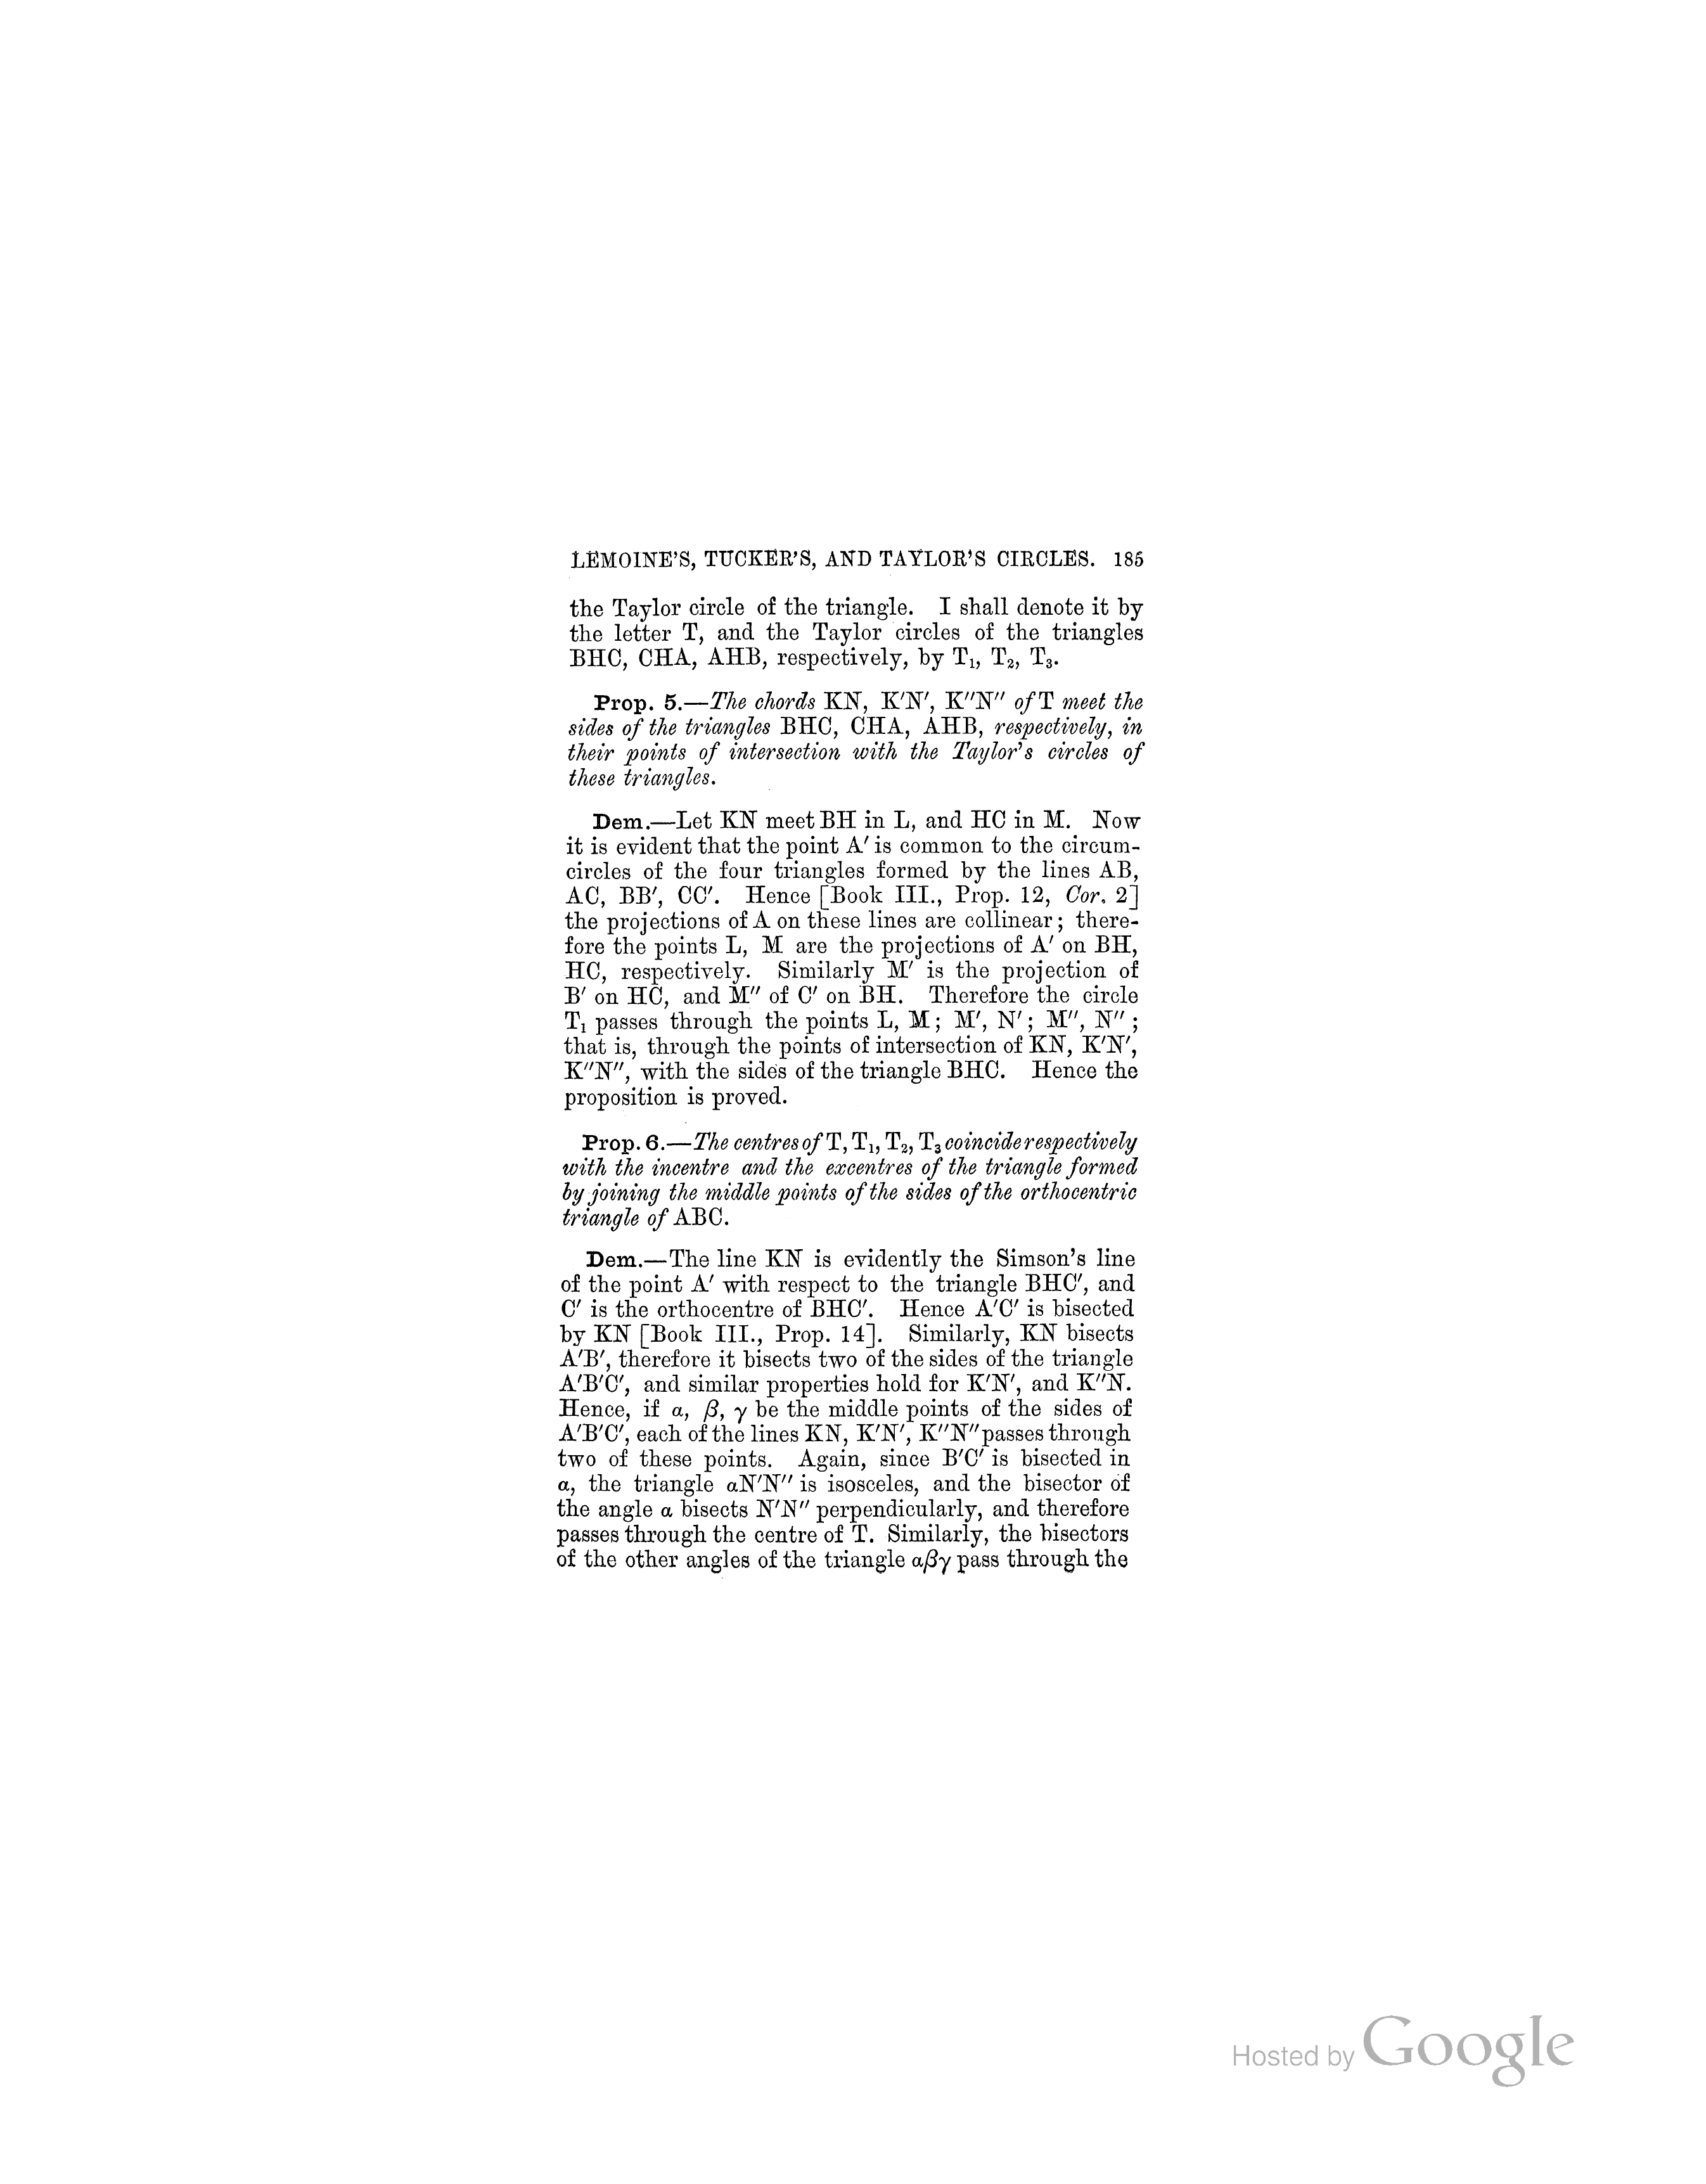 LEMOINE'S, TUCKER'S, AND TAYLOR'S CIRCLES. 185
the Taylor circle of the triangle. I shall denote it by
the letter T, and the Taylor circles of the triangles
BHC, CHA, AHB, respectively, by T₁, T₂, T₃.
Prop. 5.—The chords KN, K′N′, K″N″ of T meet the
sides of the triangles BHC, CHA, AHB, respectively, in
their points of intersection with the Taylor's circles of
these triangles.
Dem.—Let KN meet BH in L, and HC in M. Now
it is evident that the point A′ is common to the circum-
circles of the four triangles formed by the lines AB,
AC, BB′, CC′. Hence [Book III., Prop. 12, Cor. 2]
the projections of A on these lines are collinear; there-
fore the points L, M are the projections of A′ on BH,
HC, respectively. Similarly M′ is the projection of
B′ on HC, and M″ of C′ on BH. Therefore the circle
T₁ passes through the points L, M; M′, N′; M″, N″;
that is, through the points of intersection of KN, K′N′,
K″N″, with the sides of the triangle BHC. Hence the
proposition is proved.
Prop. 6.—The centres of T, T₁, T₂, T₃ coincide respectively
with the incentre and the excentres of the triangle formed
by joining the middle points of the sides of the orthocentric
triangle of ABC.
Dem.—The line KN is evidently the Simson's line
of the point A′ with respect to the triangle BHC′, and
C′ is the orthocentre of BHC′. Hence A′C′ is bisected
by KN [Book III., Prop. 14]. Similarly, KN bisects
A′B′, therefore it bisects two of the sides of the triangle
A′B′C′, and similar properties hold for K′N′, and K″N.
Hence, if α, β, γ be the middle points of the sides of
A′B′C′, each of the lines KN, K′N′, K″N″ passes through
two of these points. Again, since B′C′ is bisected in
α, the triangle αN′N″ is isosceles, and the bisector of
the angle α bisects N′N″ perpendicularly, and therefore
passes through the centre of T. Similarly, the bisectors
of the other angles of the triangle αβγ pass through the
Hosted by Google